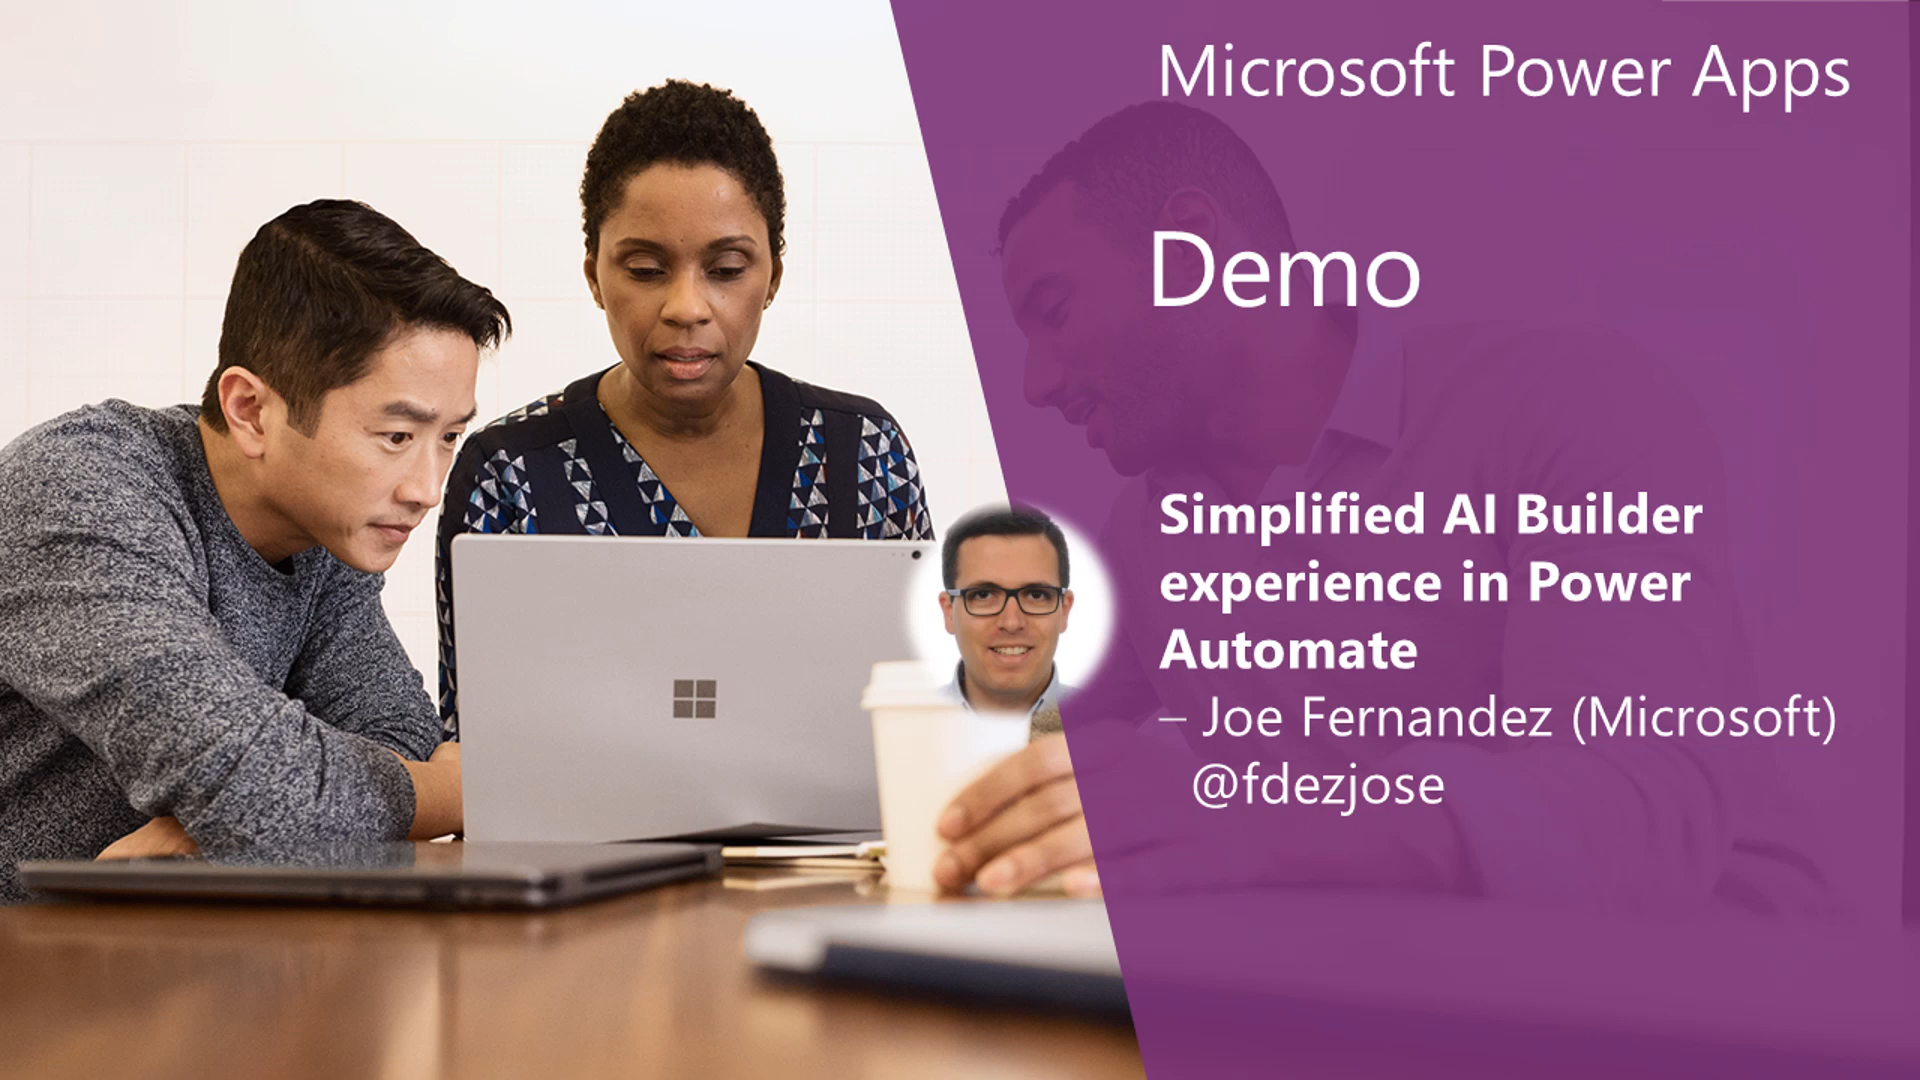 Microsoft Power Apps
Demo
Simplified AI Builder
experience in Power
Automate
– Joe Fernandez (Microsoft)
@fdezjose